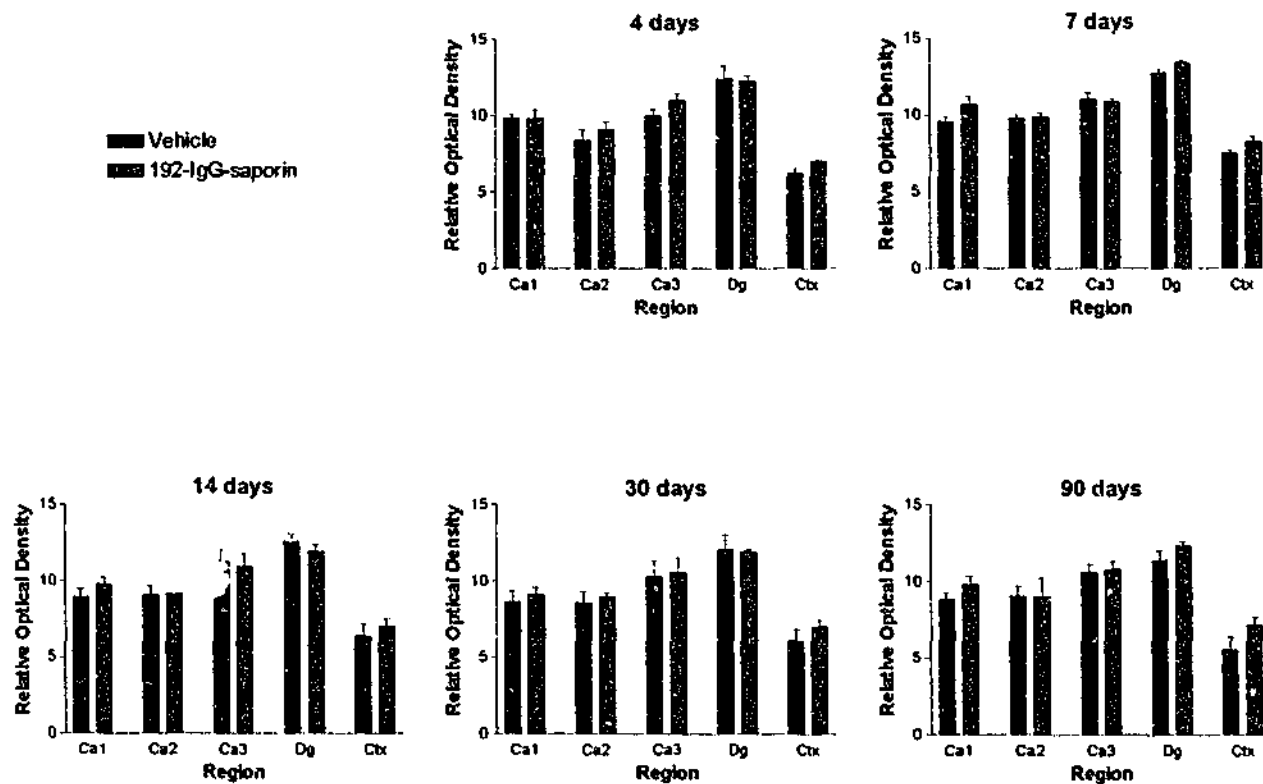 Vehicle
192-IgG-saporin
4 days
Relative Optical Density
15
10
5
0
Ca1 Ca2 Ca3 Dg Ctx
Region
7 days
Relative Optical Density
15
10
5
0
Ca1 Ca2 Ca3 Dg Ctx
Region
14 days
Relative Optical Density
15
10
5
0
Ca1 Ca2 Ca3 Dg Ctx
Region
30 days
Relative Optical Density
15
10
5
0
Ca1 Ca2 Ca3 Dg Ctx
Region
90 days
Relative Optical Density
15
10
5
0
Ca1 Ca2 Ca3 Dg Ctx
Region